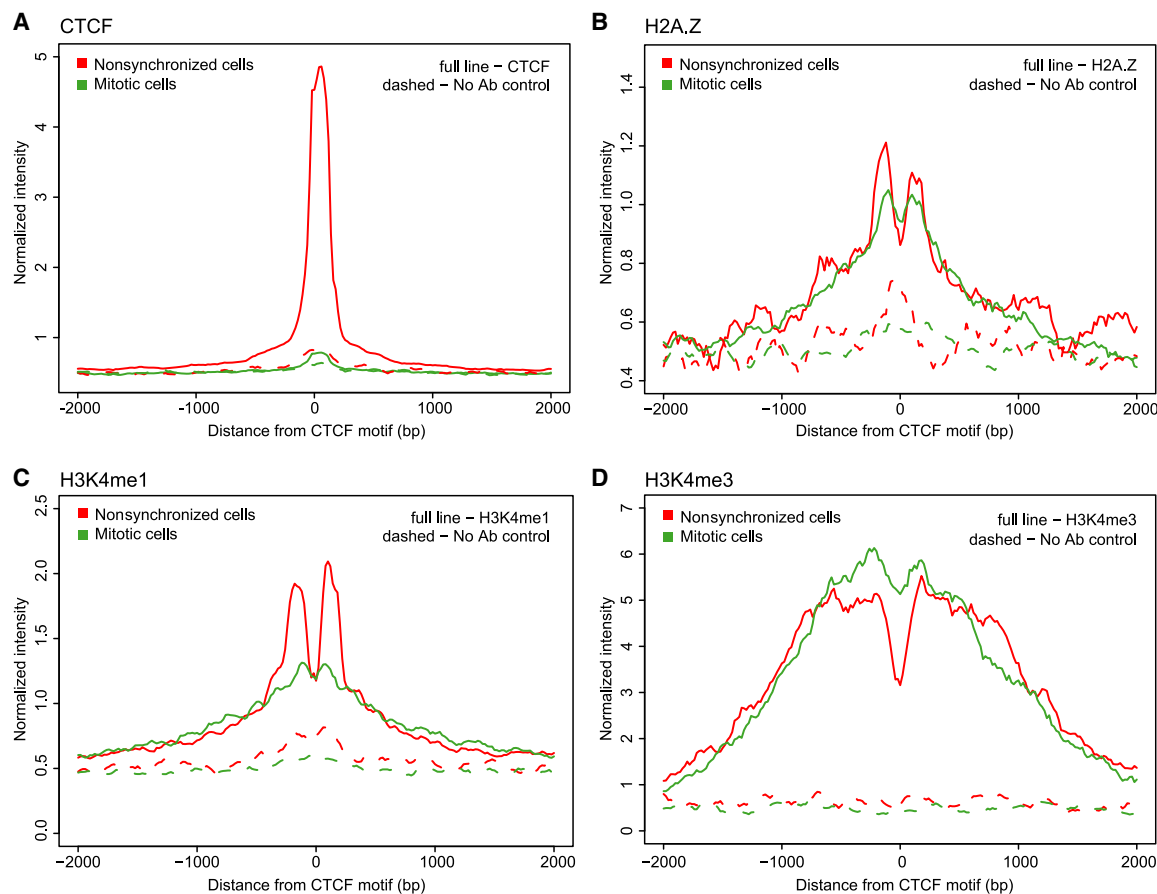 A
CTCF
Nonsynchronized cells
Mitotic cells
full line – CTCF
dashed – No Ab control
Normalized intensity
5
4
3
2
1
-2000
-1000
0
1000
2000
Distance from CTCF motif (bp)
B
H2A.Z
Nonsynchronized cells
Mitotic cells
full line – H2A.Z
dashed – No Ab control
Normalized intensity
1.4
1.2
1.0
0.8
0.6
0.4
−2000
−1000
0
1000
2000
Distance from CTCF motif (bp)
C
H3K4me1
Nonsynchronized cells
Mitotic cells
full line – H3K4me1
dashed – No Ab control
Normalized intensity
2.5
2.0
1.5
1.0
0.5
0.0
−2000
−1000
0
1000
2000
Distance from CTCF motif (bp)
D
H3K4me3
Nonsynchronized cells
Mitotic cells
full line – H3K4me3
dashed – No Ab control
Normalized intensity
7
6
5
4
3
2
1
0
−2000
−1000
0
1000
2000
Distance from CTCF motif (bp)